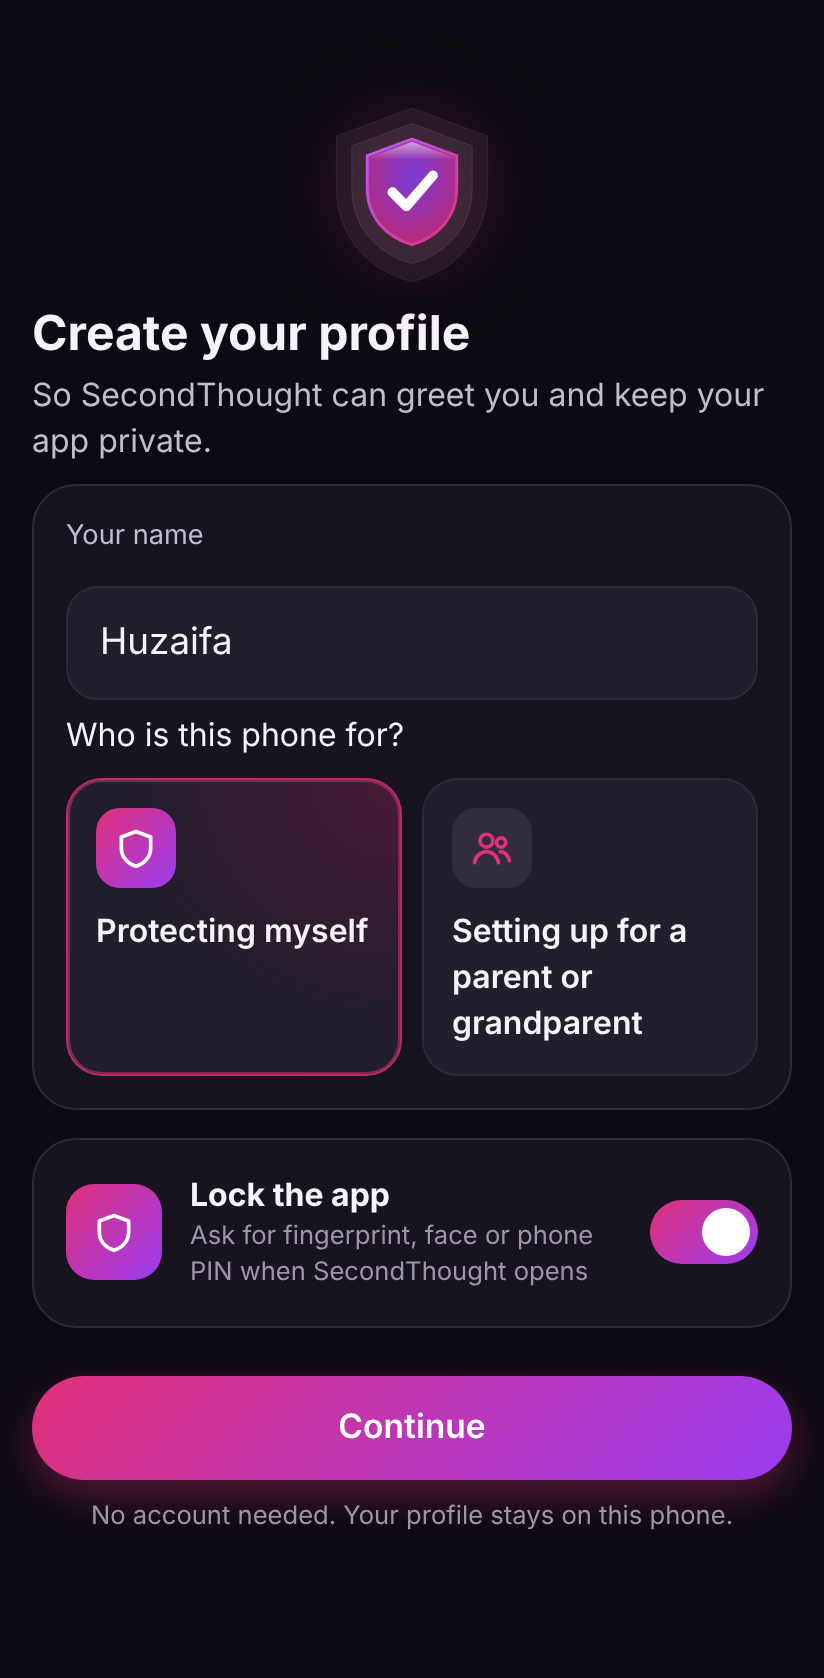 Create your profile
So SecondThought can greet you and keep your
app private.
Your name
Huzaifa
Who is this phone for?
Protecting myself
Setting up for a
parent or
grandparent
Lock the app
Ask for fingerprint, face or phone
PIN when SecondThought opens
Continue
No account needed. Your profile stays on this phone.